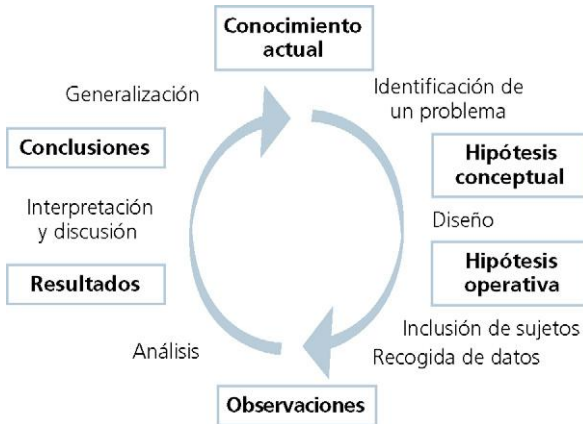 Conocimiento
actual
Identificación de
un problema
Hipótesis
conceptual
Diseño
Hipótesis
operativa
Inclusión de sujetos
Recogida de datos
Observaciones
Análisis
Resultados
Interpretación
y discusión
Conclusiones
Generalización